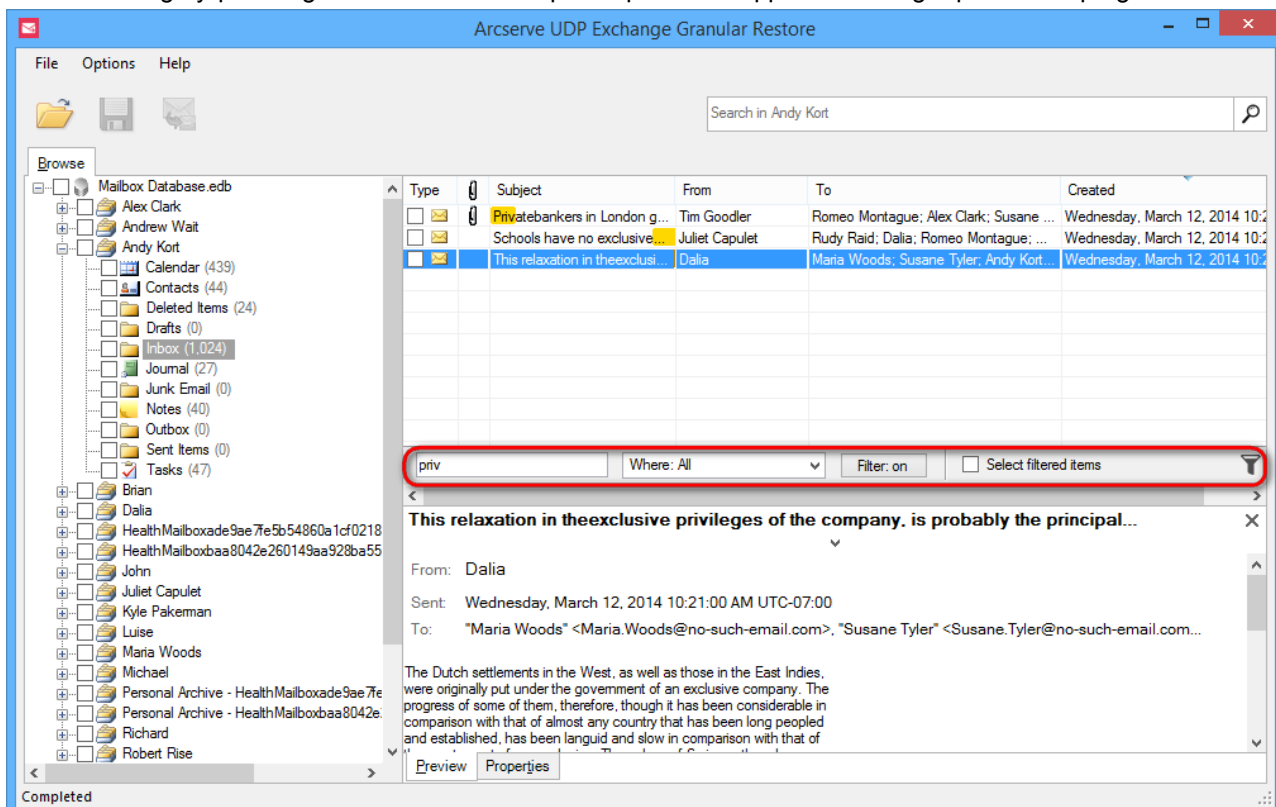 Arcserve UDP Exchange Granular Restore
File Options Help
Search in Andy Kort
Browse
Mailbox Database.edb
Alex Clark
Andrew Wait
Andy Kort
Calendar (439)
Contacts (44)
Deleted Items (24)
Drafts (0)
Inbox (1,024)
Journal (27)
Junk Email (0)
Notes (40)
Outbox (0)
Sent Items (0)
Tasks (47)
Brian
Dalia
HealthMailboxade9ae7fe5b54860a1cf0218
HealthMailboxbaa8042e260149aa928ba55
John
Juliet Capulet
Kyle Pakerman
Luise
Maria Woods
Michael
Personal Archive - HealthMailboxade9ae7fe
Personal Archive - HealthMailboxbaa8042e
Richard
Robert Rise
Type Subject From To Created
Privatebankers in London g... Tim Goodler Romeo Montague; Alex Clark; Susane ... Wednesday, March 12, 2014 10:2
Schools have no exclusive... Juliet Capulet Rudy Raid; Dalia; Romeo Montague; ... Wednesday, March 12, 2014 10:2
This relaxation in theexclusi... Dalia Maria Woods; Susane Tyler; Andy Kort... Wednesday, March 12, 2014 10:2
priv Where: All Filter: on Select filtered items
This relaxation in theexclusive privileges of the company, is probably the principal...
From: Dalia
Sent: Wednesday, March 12, 2014 10:21:00 AM UTC-07:00
To: "Maria Woods" <Maria.Woods@no-such-email.com>, "Susane Tyler" <Susane.Tyler@no-such-email.com...
The Dutch settlements in the West, as well as those in the East Indies,
were originally put under the government of an exclusive company. The
progress of some of them, therefore, though it has been considerable in
comparison with that of almost any country that has been long peopled
and established, has been languid and slow in comparison with that of
Preview Properties
Completed